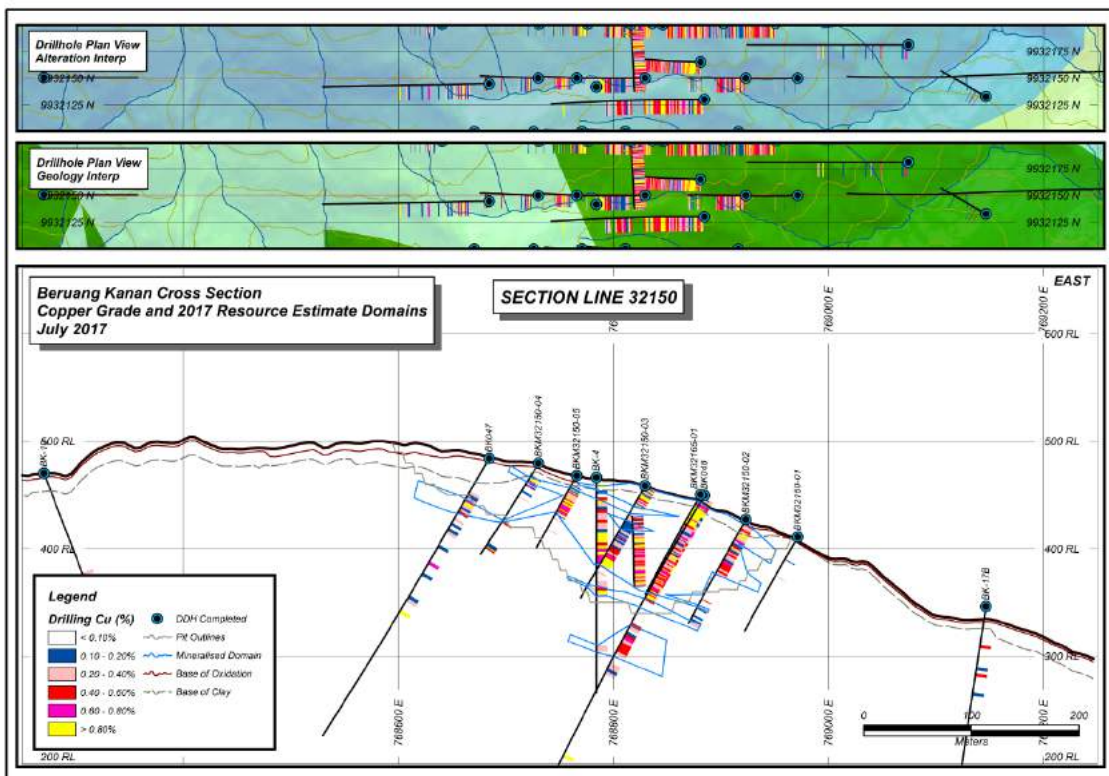 Drillhole Plan View
Alteration Interp
9932175 N
9932150 N
9932125 N
9932175 N
9932150 N
9932125 N
Drillhole Plan View
Geology Interp
9932150 N
9932125 N
9932175 N
9932150 N
9932125 N
Beruang Kanan Cross Section
Copper Grade and 2017 Resource Estimate Domains
July 2017
SECTION LINE 32150
EAST
769000 E
600 RL
600 RL
500 RL
500 RL
400 RL
400 RL
300 RL
200 RL
200 RL
BK047
BKM32150-04
BKM32150-05
BK-4
BKM32150-03
BKM32165-01
BKM32150-02
BKM32150-01
BK-17B
Legend
Drilling Cu (%)
< 0.10%
0.10 - 0.20%
0.20 - 0.40%
0.40 - 0.60%
0.60 - 0.80%
> 0.80%
DDH Completed
Pit Outlines
Mineralised Domain
Base of Oxidation
Base of Clay
768600 E
768800 E
769000 E
0
100
200
Meters